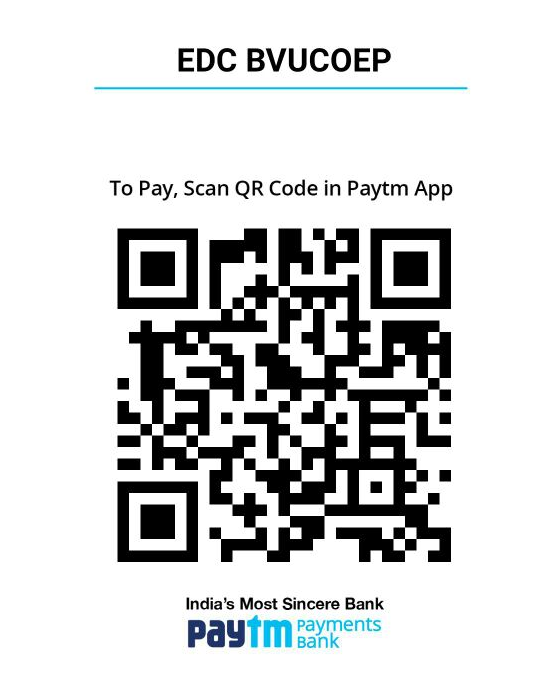 EDC BVUCOEP
To Pay, Scan QR Code in Paytm App
India's Most Sincere Bank
paytm payments
BANK